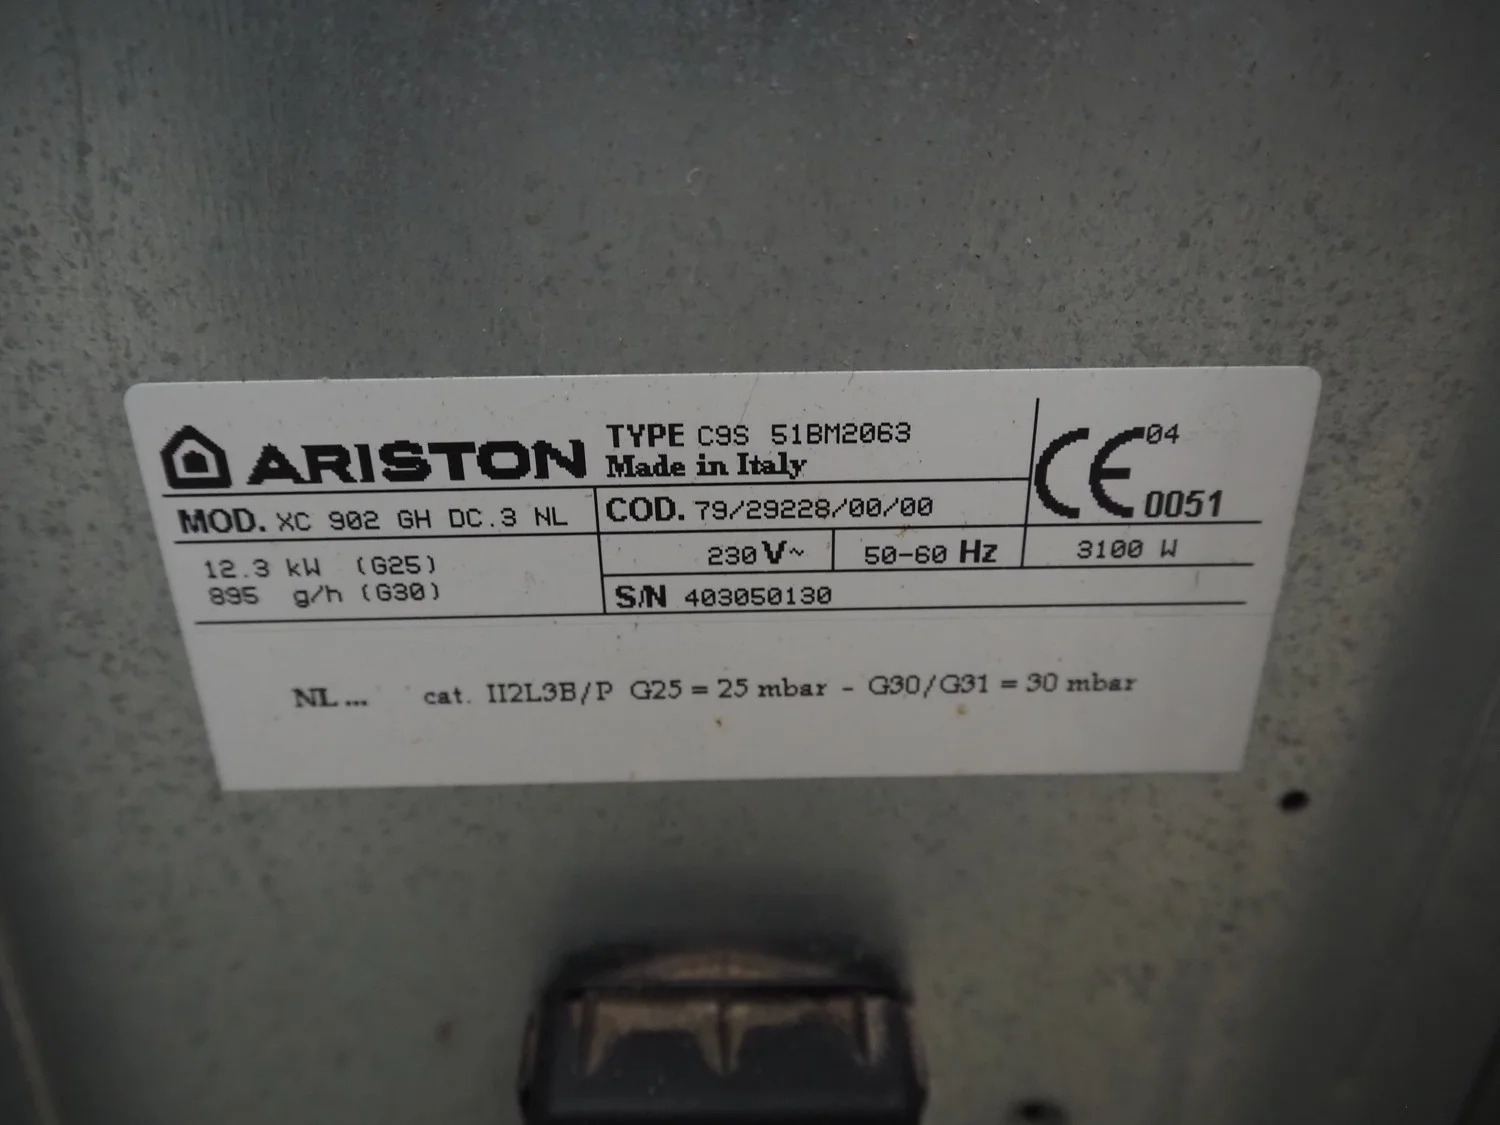 ARISTON
TYPE C9S 51BM2063
Made in Italy
CE 04
0051
MOD. XC 902 GH DC.3 NL
COD. 79/29228/00/00
12.3 kW (G25)
895 g/h (G30)
230 V~ 50-60 Hz 3100 W
S/N 403050130
NL... cat. II2L3B/P G25 = 25 mbar - G30/G31 = 30 mbar